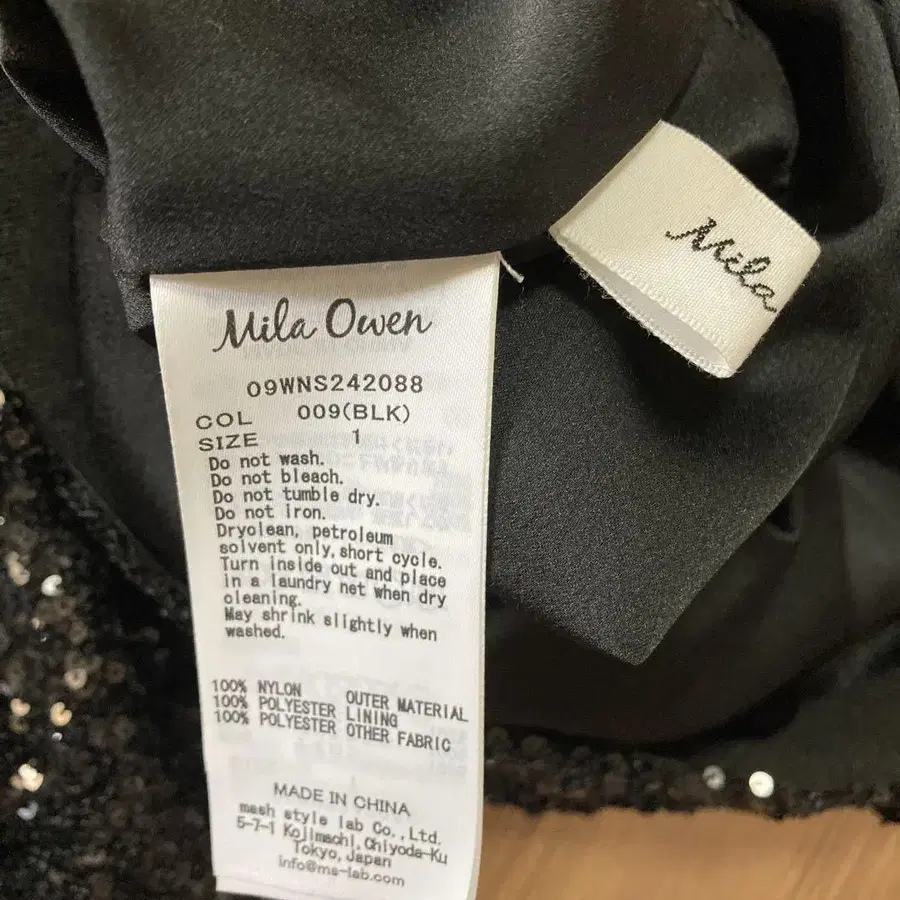 Mila
Mila Owen
09WNS242088
COL 009(BLK)
SIZE 1
Do not wash.
Do not bleach.
Do not tumble dry.
Do not iron.
Dryclean, petroleum
solvent only, short cycle.
Turn inside out and place
in a laundry net when dry
cleaning.
May shrink slightly when
washed.
100% NYLON OUTER MATERIAL
100% POLYESTER LINING
100% POLYESTER OTHER FABRIC
MADE IN CHINA
mash style lab Co.,Ltd.
5-7-1 Kojimachi,Chiyoda-Ku
Tokyo,Japan
info@ms-lab.com